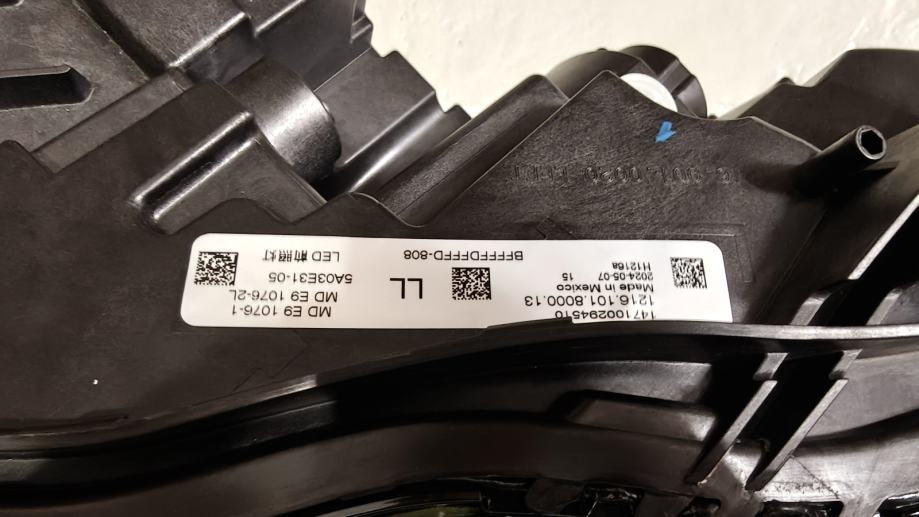 147100294510
1216.101.8000.13
Made in Mexico
2024-05-07 15
H1216a
BFFFFDFFFD-808
LL
MD E9 1076-1
MD E9 1076-2L
5A03E31-05
LED 前照灯